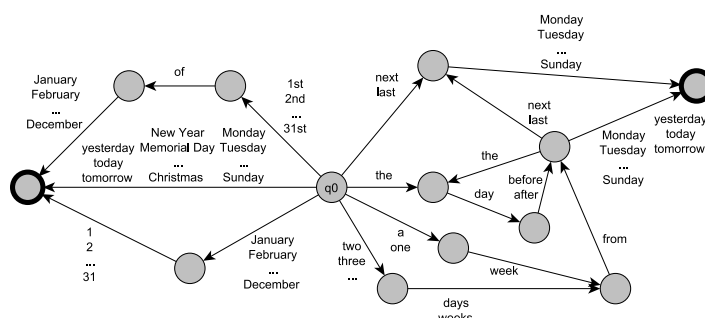 January
February
...
December
of
1st
2nd
...
31st
yesterday
today
tomorrow
New Year
Memorial Day
...
Christmas
Monday
Tuesday
...
Sunday
q0
1
2
...
31
January
February
...
December
next
last
Monday
Tuesday
...
Sunday
next
last
yesterday
today
tomorrow
Monday
Tuesday
...
Sunday
the
the
day
before
after
a
one
week
two
three
...
days
weeks
from